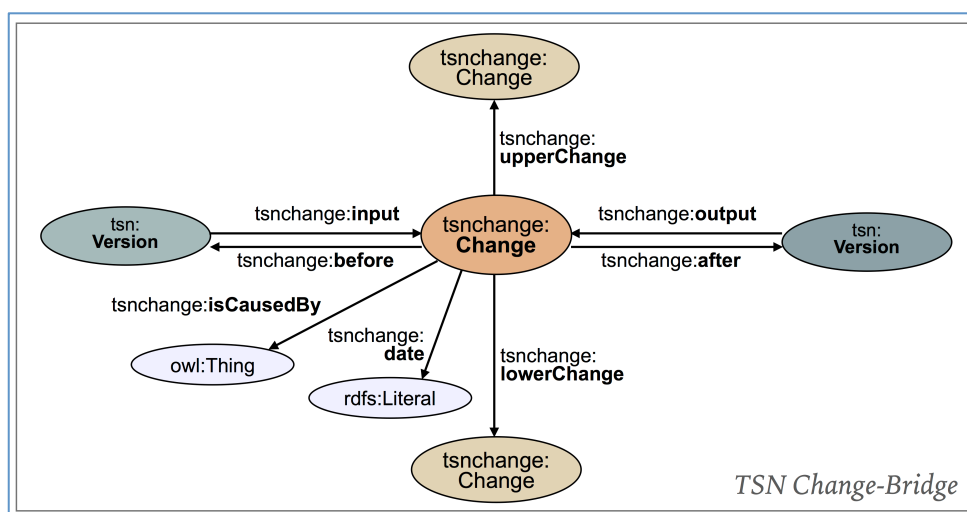 tsnchange:
Change
tsnchange:
upperChange
tsnchange:input
tsnchange:output
tsn:
Version
tsnchange:
Change
tsn:
Version
tsnchange:before
tsnchange:after
tsnchange:isCausedBy
tsnchange:
date
tsnchange:
lowerChange
owl:Thing
rdfs:Literal
tsnchange:
Change
TSN Change-Bridge